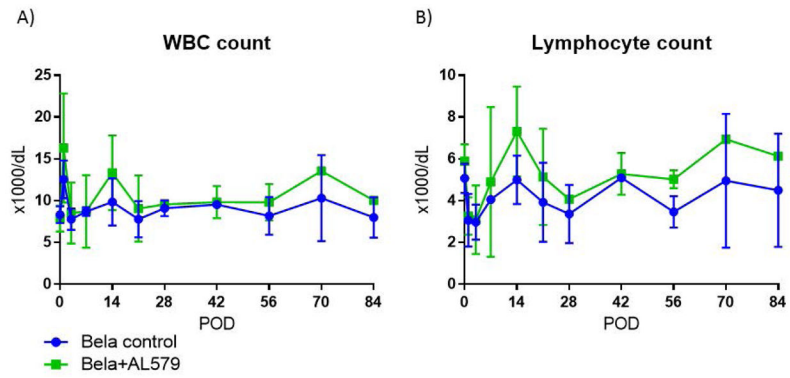 A)
WBC count
25
20
15
10
5
0
x1000/dL
0 14 28 42 56 70 84
POD
Bela control
Bela+AL579
B)
Lymphocyte count
10
8
6
4
2
0
x1000/dL
0 14 28 42 56 70 84
POD